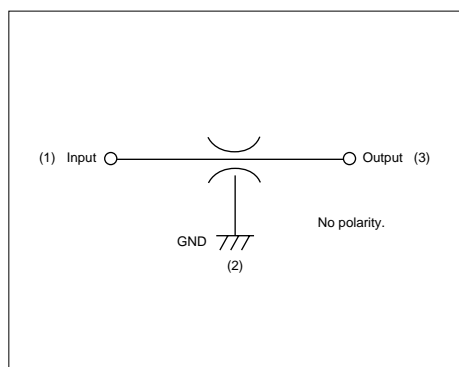 (1) Input Output (3)
No polarity.
GND
(2)